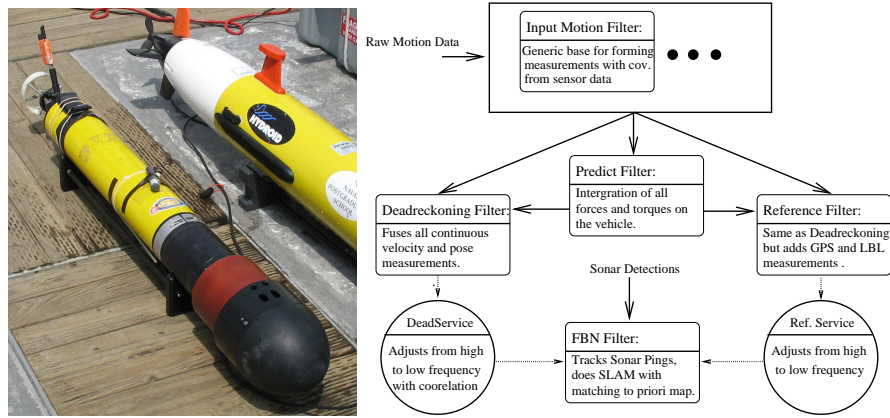 HYDROID
NAVAL
POSTGRADUATE
SCHOOL
Raw Motion Data
Input Motion Filter:
Generic base for forming
measurements with cov.
from sensor data
Predict Filter:
Intergration of all
forces and torques on
the vehicle.
Deadreckoning Filter:
Fuses all continuous
velocity and pose
measurements.
Reference Filter:
Same as Deadreckoning
but adds GPS and LBL
measurements .
Sonar Detections
DeadService
Adjusts from high
to low frequency
with coorelation
FBN Filter:
Tracks Sonar Pings,
does SLAM with
matching to priori map.
Ref. Service
Adjusts from high
to low frequency